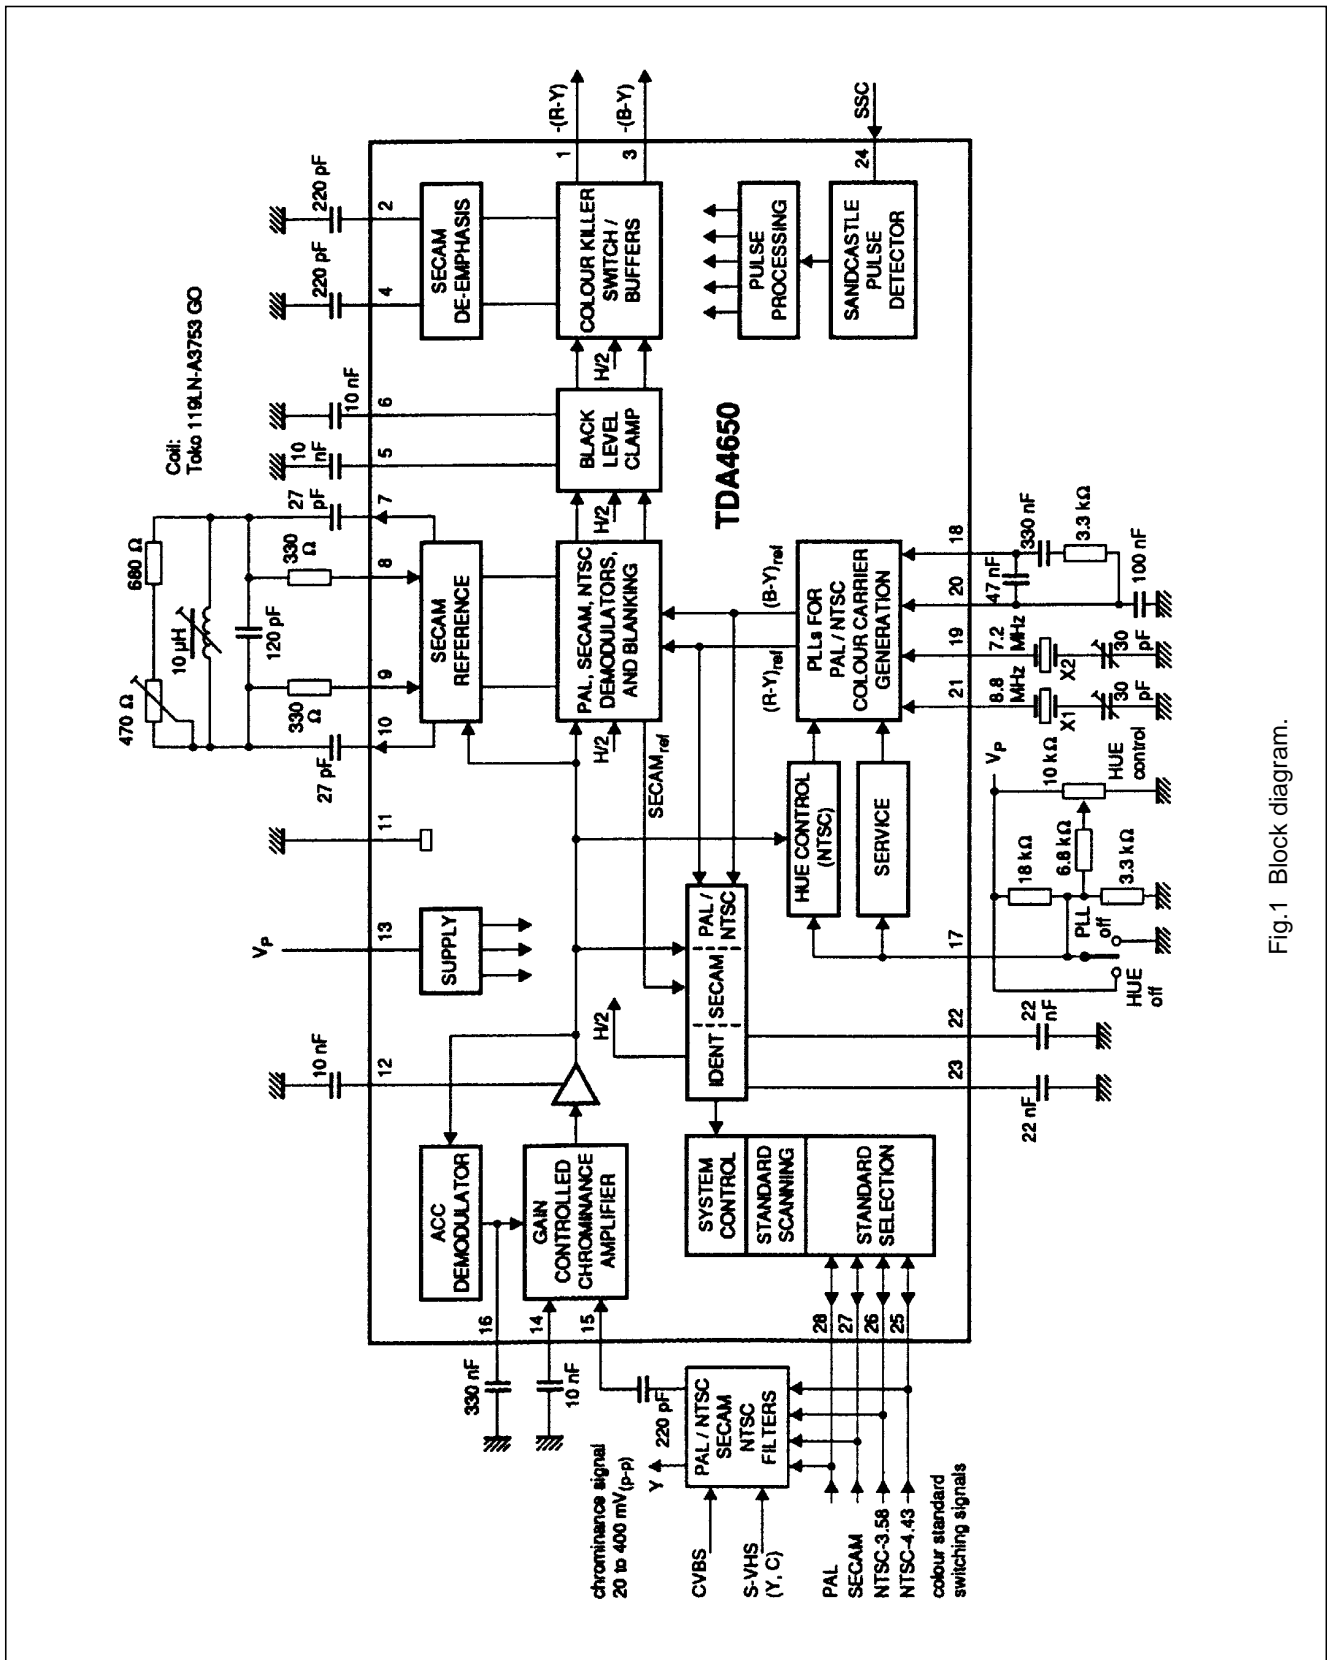 Coil:
Toko 119LN-A3753 GO
470 Ω
680 Ω
10 µH
120 pF
330
Ω
330
Ω
27 pF
27
pF
10 nF
VP
10
nF
10 nF
220 pF
220 pF
12
13
11
10
9
8
7
5
6
4
2
ACC
DEMODULATOR
SUPPLY
SECAM
REFERENCE
SECAM
DE-EMPHASIS
330 nF
16
10 nF
14
GAIN
CONTROLLED
CHROMINANCE
AMPLIFIER
15
220 pF
chrominance signal
20 to 400 mV(p-p)
H/2
PAL, SECAM, NTSC
DEMODULATORS,
AND BLANKING
H/2
BLACK
LEVEL
CLAMP
H/2
COLOUR KILLER
SWITCH /
BUFFERS
1
-(R-Y)
3
-(B-Y)
SECAMref
H/2
Y
CVBS
S-VHS
(Y, C)
PAL / NTSC
SECAM
NTSC
FILTERS
SYSTEM
CONTROL
STANDARD
SCANNING
STANDARD
SELECTION
IDENT
SECAM
PAL /
NTSC
(R-Y)ref
(B-Y)ref
TDA4650
PULSE
PROCESSING
HUE CONTROL
(NTSC)
SERVICE
PLLs FOR
PAL / NTSC
COLOUR CARRIER
GENERATION
SANDCASTLE
PULSE
DETECTOR
24
SSC
PAL
SECAM
NTSC-3.58
NTSC-4.43
colour standard
switching signals
28
27
26
25
23
22
17
21
19
20
18
22 nF
22
nF
HUE
off
PLL
off
18 kΩ
6.8 kΩ
3.3 kΩ
VP
10 kΩ
HUE
control
8.8
MHz
X1
30
pF
7.2
MHz
X2
30
pF
47 nF
330 nF
3.3 kΩ
100 nF
Fig.1 Block diagram.